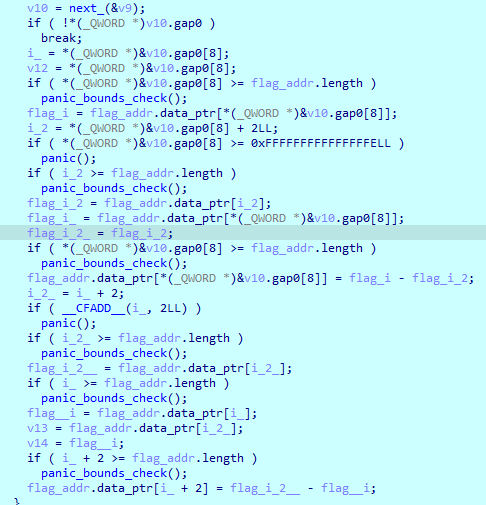 v10 = next_(&v9);
if ( !*(_QWORD *)v10.gap0 )
break;
i_ = *(_QWORD *)&v10.gap0[8];
v12 = *(_QWORD *)&v10.gap0[8];
if ( *(_QWORD *)&v10.gap0[8] >= flag_addr.length )
panic_bounds_check();
flag_i = flag_addr.data_ptr[*(_QWORD *)&v10.gap0[8]];
i_2 = *(_QWORD *)&v10.gap0[8] + 2LL;
if ( *(_QWORD *)&v10.gap0[8] >= 0xFFFFFFFFFFFFFFFELL )
panic();
if ( i_2 >= flag_addr.length )
panic_bounds_check();
flag_i_2 = flag_addr.data_ptr[i_2];
flag_i_ = flag_addr.data_ptr[*(_QWORD *)&v10.gap0[8]];
flag_i_2_ = flag_i_2;
if ( *(_QWORD *)&v10.gap0[8] >= flag_addr.length )
panic_bounds_check();
flag_addr.data_ptr[*(_QWORD *)&v10.gap0[8]] = flag_i - flag_i_2;
i_2_ = i_ + 2;
if ( __CFADD__(i_, 2LL) )
panic();
if ( i_2_ >= flag_addr.length )
panic_bounds_check();
flag_i_2__ = flag_addr.data_ptr[i_2_];
if ( i_ >= flag_addr.length )
panic_bounds_check();
flag__i = flag_addr.data_ptr[i_];
v13 = flag_addr.data_ptr[i_2_];
v14 = flag__i;
if ( i_ + 2 >= flag_addr.length )
panic_bounds_check();
flag_addr.data_ptr[i_ + 2] = flag_i_2__ - flag__i;
}